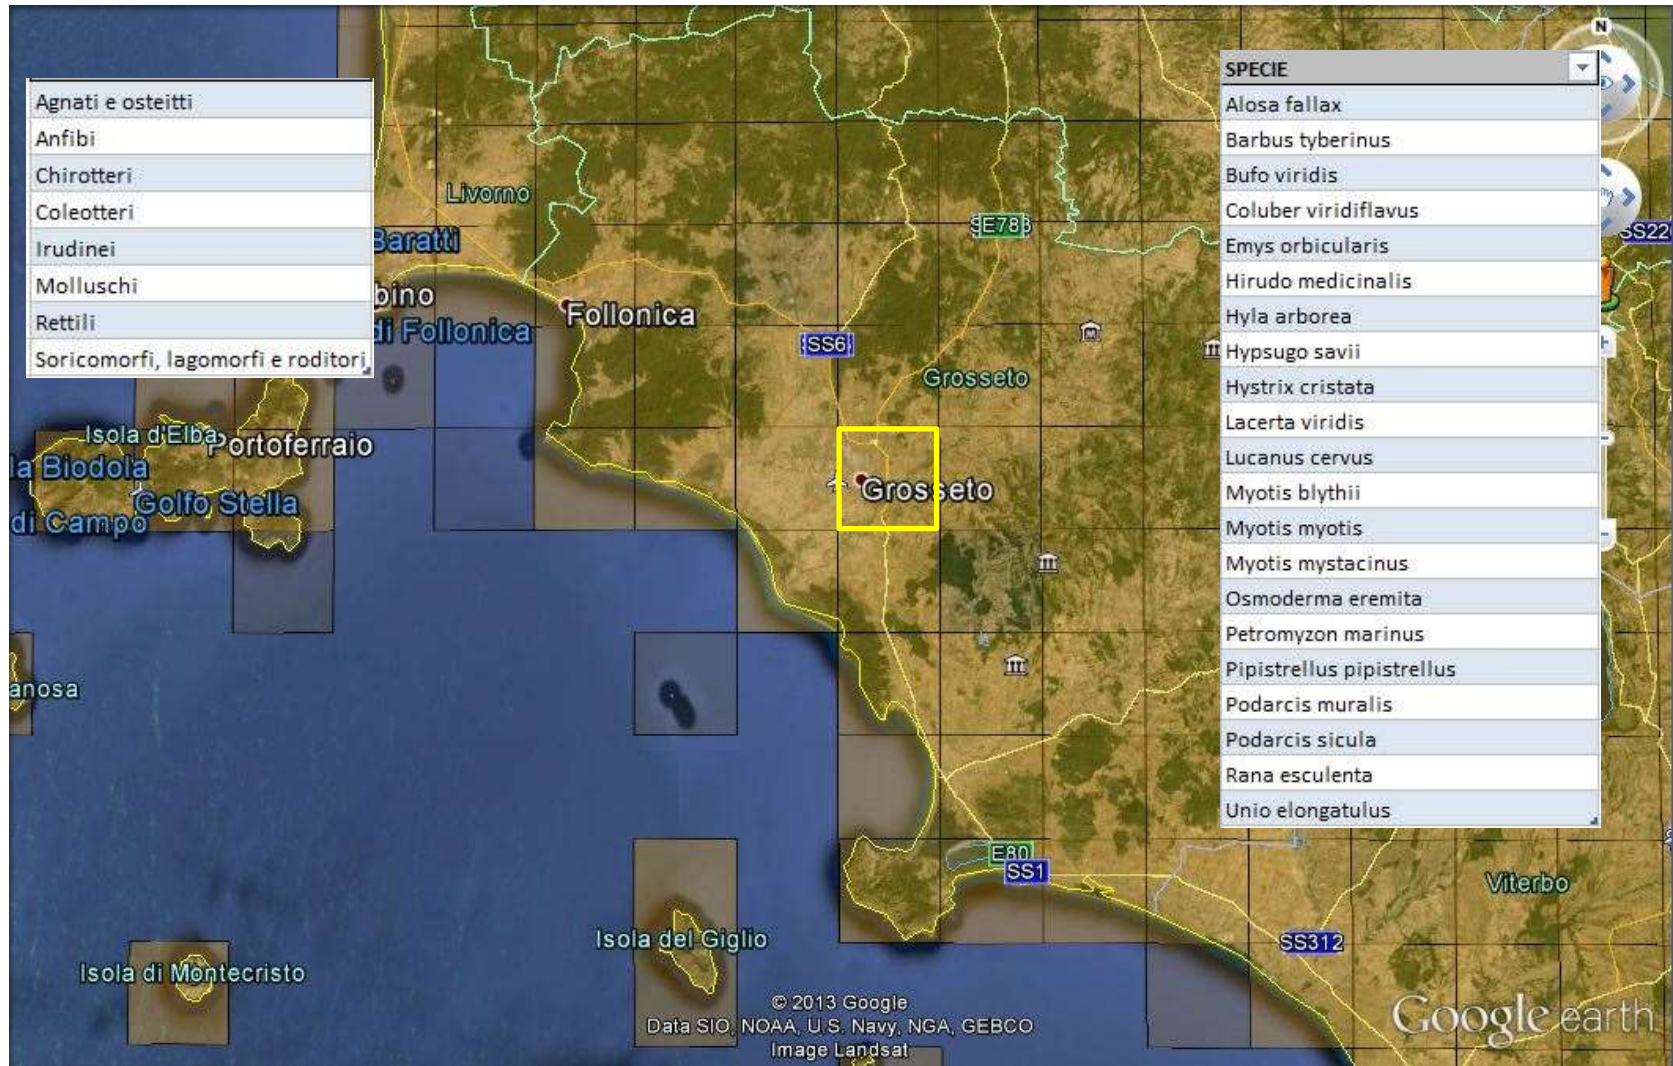 Agnati e osteitti
Anfibi
Chirotteri
Coleotteri
Irudinei
Molluschi
Rettili
Soricomorfi, lagomorfi e roditori
SPECIE
Alosa fallax
Barbus tyberinus
Bufo viridis
Coluber viridiflavus
Emys orbicularis
Hirudo medicinalis
Hyla arborea
Hypsugo savii
Hystrix cristata
Lacerta viridis
Lucanus cervus
Myotis blythii
Myotis myotis
Myotis mystacinus
Osmoderma eremita
Petromyzon marinus
Pipistrellus pipistrellus
Podarcis muralis
Podarcis sicula
Rana esculenta
Unio elongatulus
N
Livorno
Baratti
bino
di Follonica
Follonica
E78
SS22
SS6
Grosseto
Isola d'Elba
Portoferraio
la Biodola
Golfo Stella
di Campo
Grosseto
anosa
E80
SS1
Viterbo
SS312
Isola del Giglio
Isola di Montecristo
© 2013 Google
Data SIO, NOAA, U.S. Navy, NGA, GEBCO
Image Landsat
Google earth